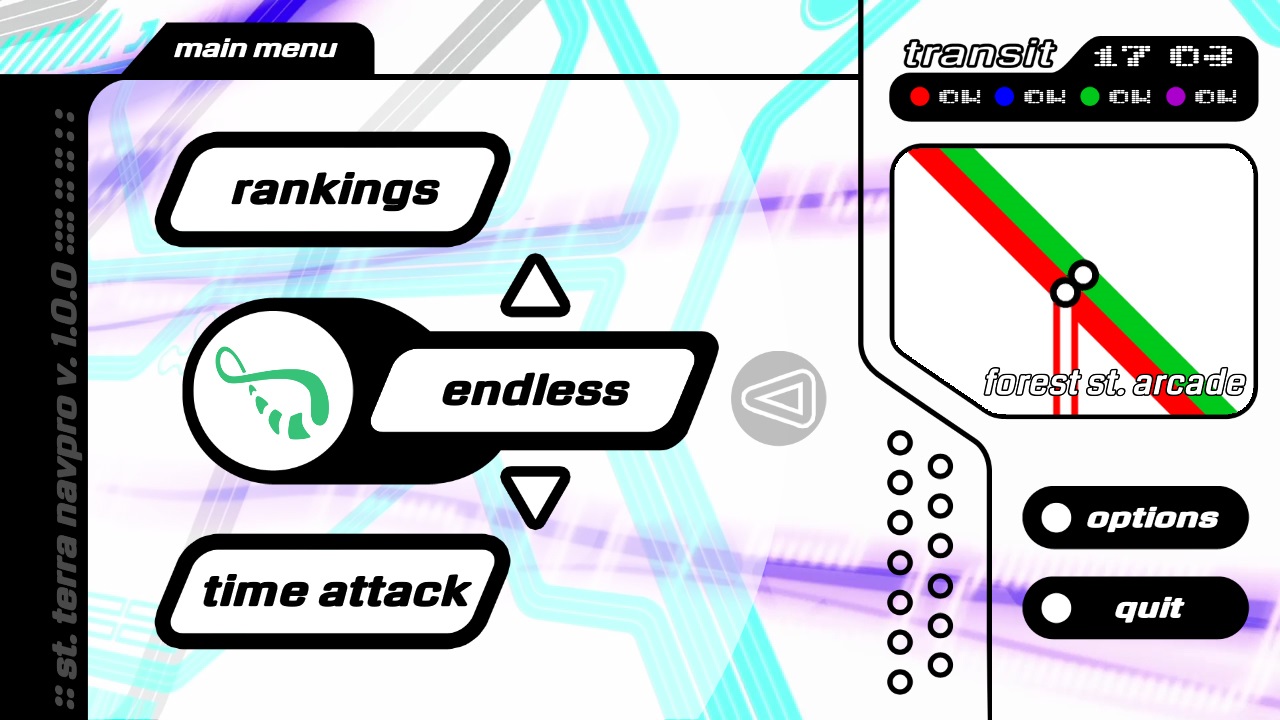 main menu
transit
17 03
OK OK OK OK
rankings
endless
forest st. arcade
options
time attack
quit
:: st. terra navpro v. 1.0.0 :::: :: :: : :